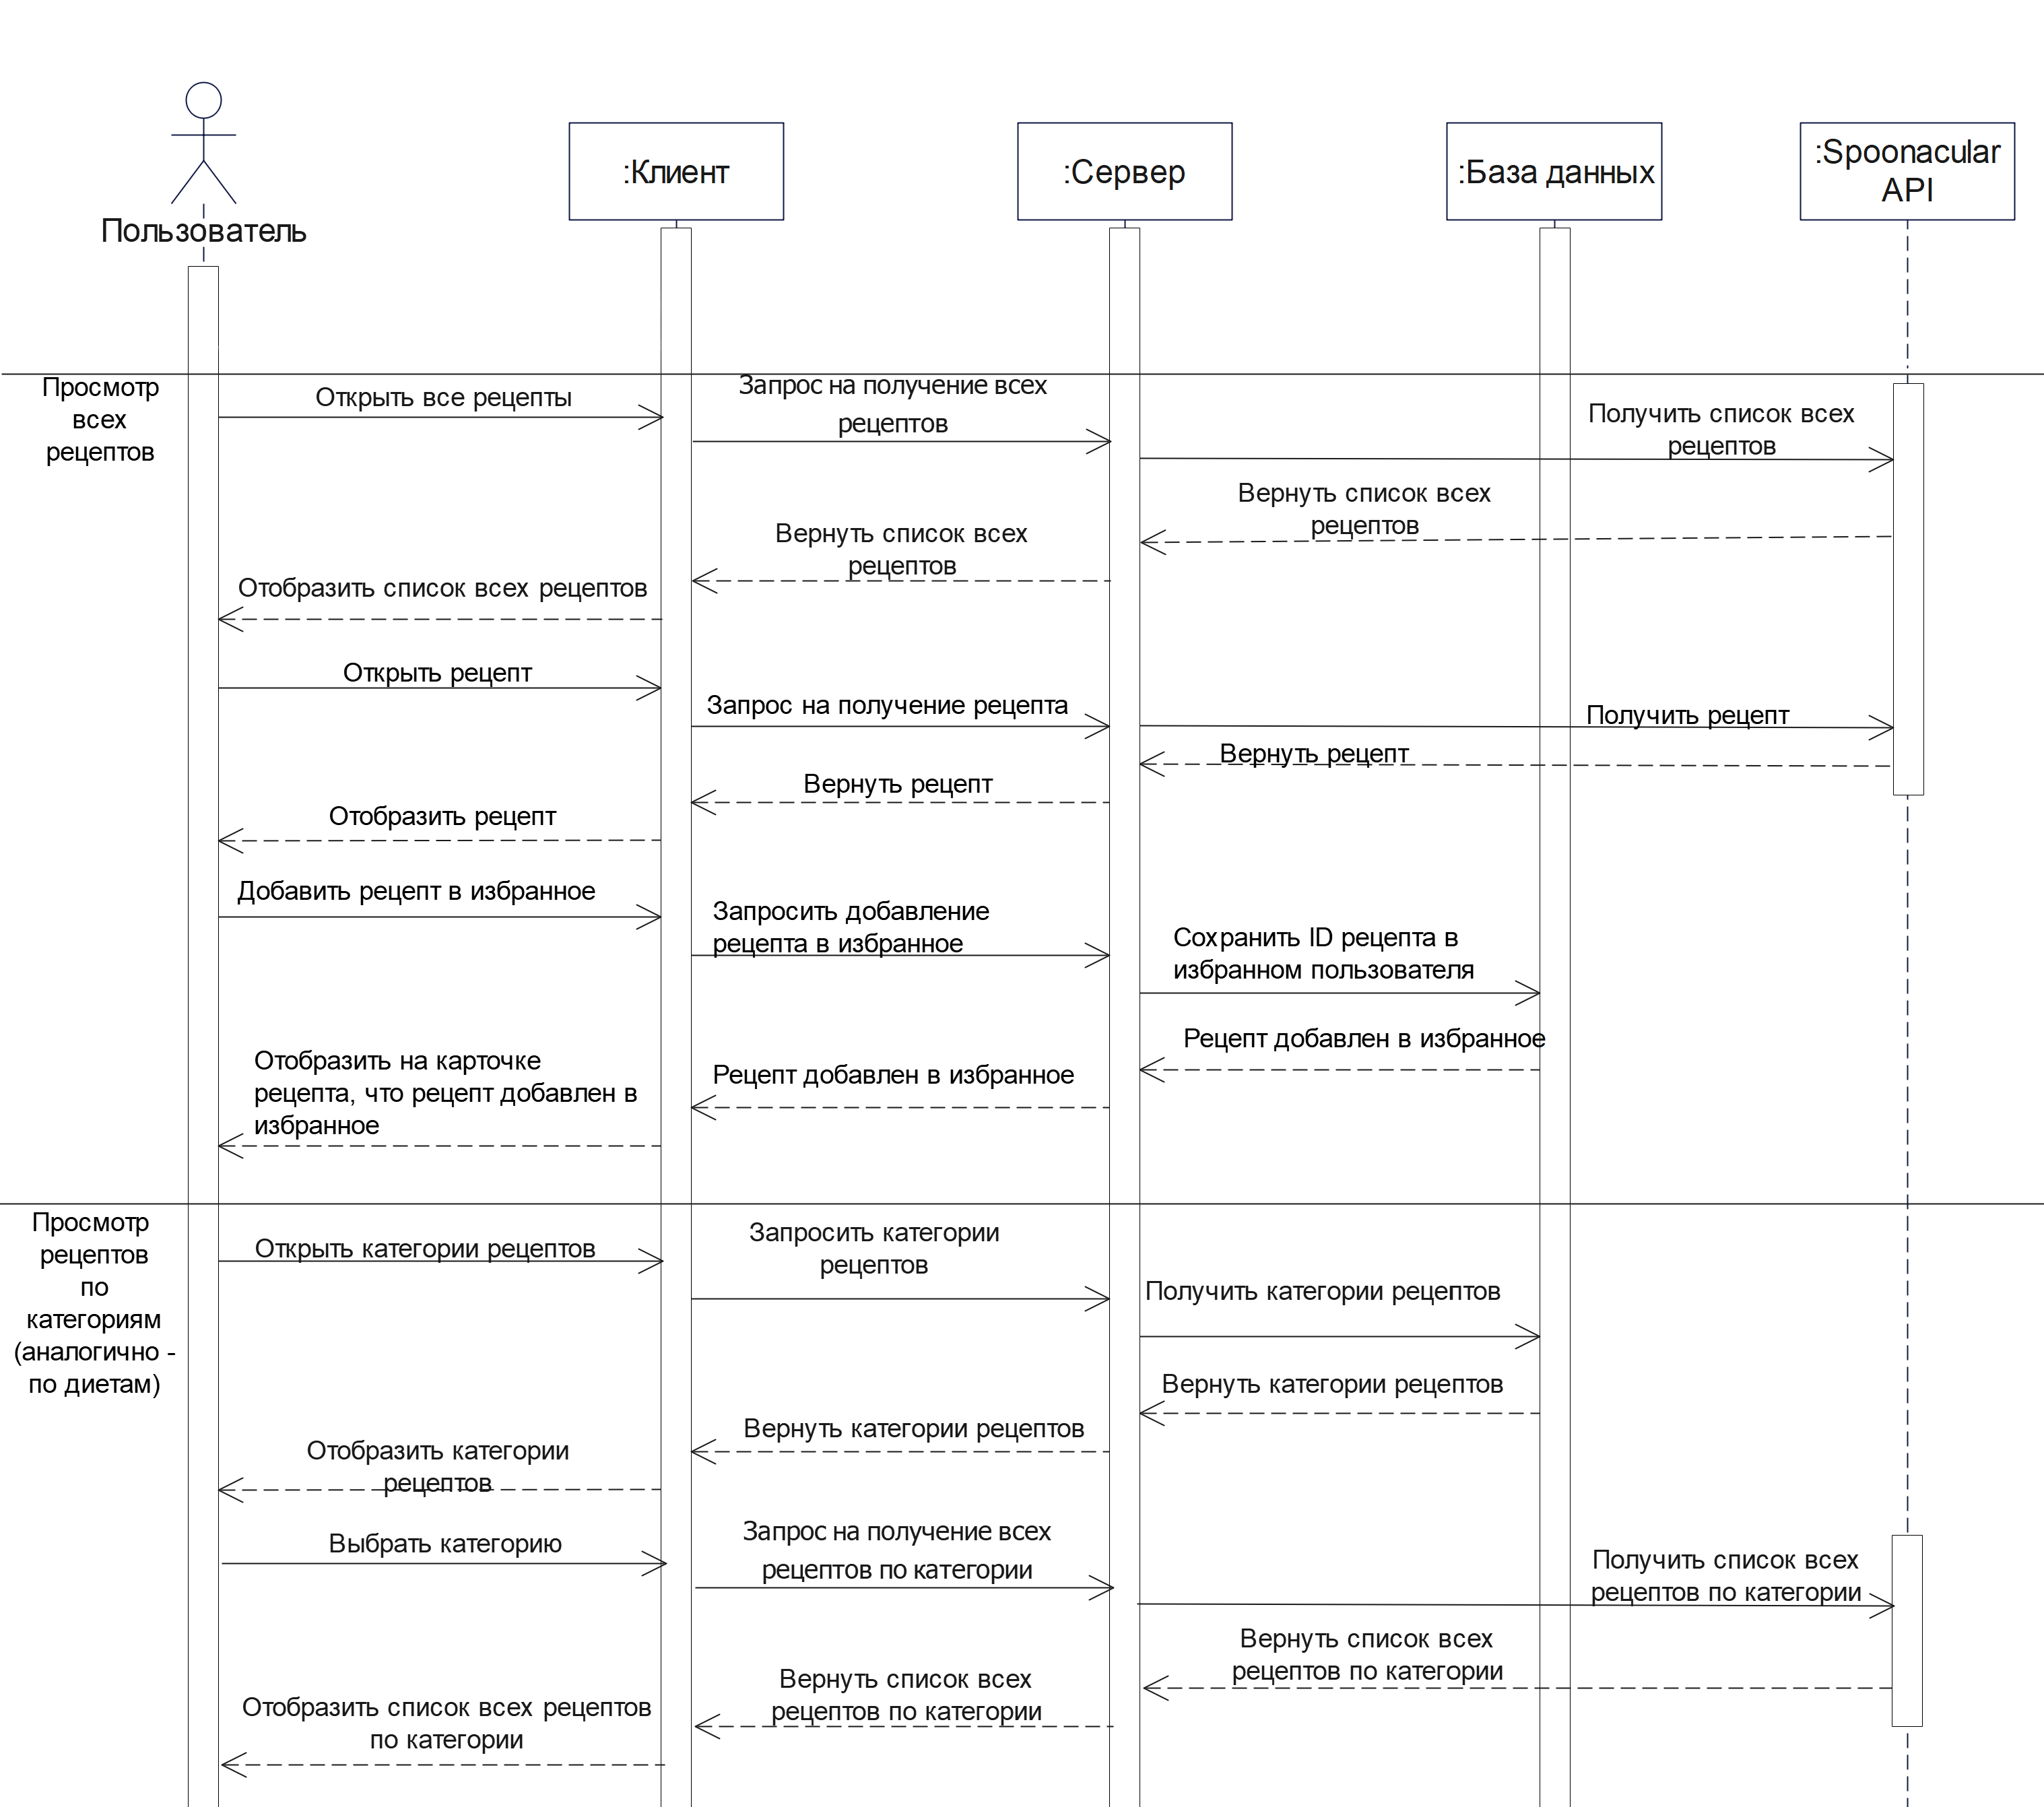 Пользователь
:Клиент
:Сервер
:База данных
:Spoonacular
API
Просмотр
всех
рецептов
Открыть все рецепты
Запрос на получение всех
рецептов
Получить список всех
рецептов
Вернуть список всех
рецептов
Вернуть список всех
рецептов
Отобразить список всех рецептов
Открыть рецепт
Запрос на получение рецепта
Получить рецепт
Вернуть рецепт
Вернуть рецепт
Отобразить рецепт
Добавить рецепт в избранное
Запросить добавление
рецепта в избранное
Сохранить ID рецепта в
избранном пользователя
Рецепт добавлен в избранное
Рецепт добавлен в избранное
Отобразить на карточке
рецепта, что рецепт добавлен в
избранное
Просмотр
рецептов
по
категориям
(аналогично -
по диетам)
Открыть категории рецептов
Запросить категории
рецептов
Получить категории рецептов
Вернуть категории рецептов
Вернуть категории рецептов
Отобразить категории
рецептов
Выбрать категорию
Запрос на получение всех
рецептов по категории
Получить список всех
рецептов по категории
Вернуть список всех
рецептов по категории
Вернуть список всех
рецептов по категории
Отобразить список всех рецептов
по категории